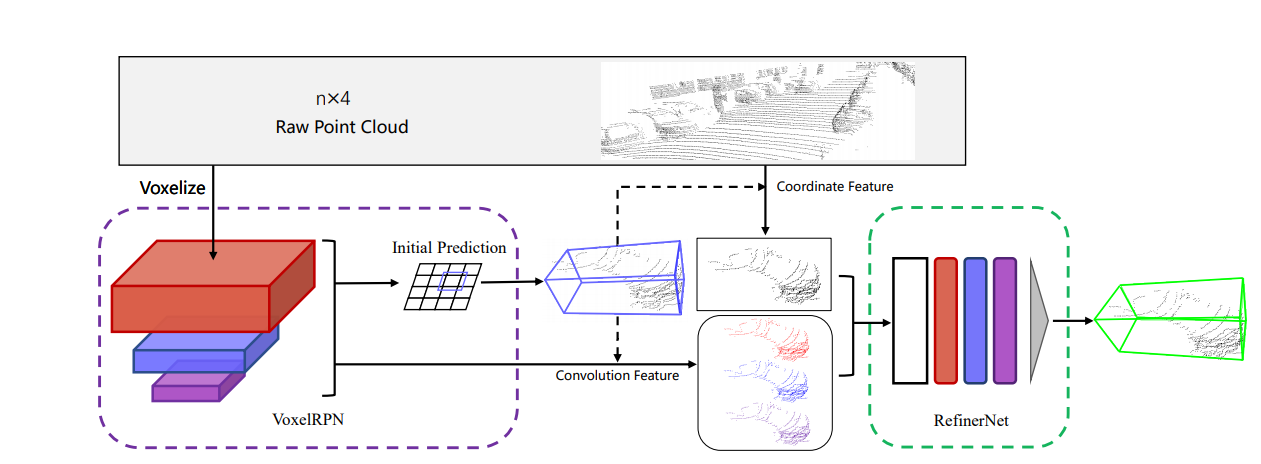 n×4
Raw Point Cloud
Voxelize
Coordinate Feature
Initial Prediction
Convolution Feature
VoxelRPN
RefinerNet